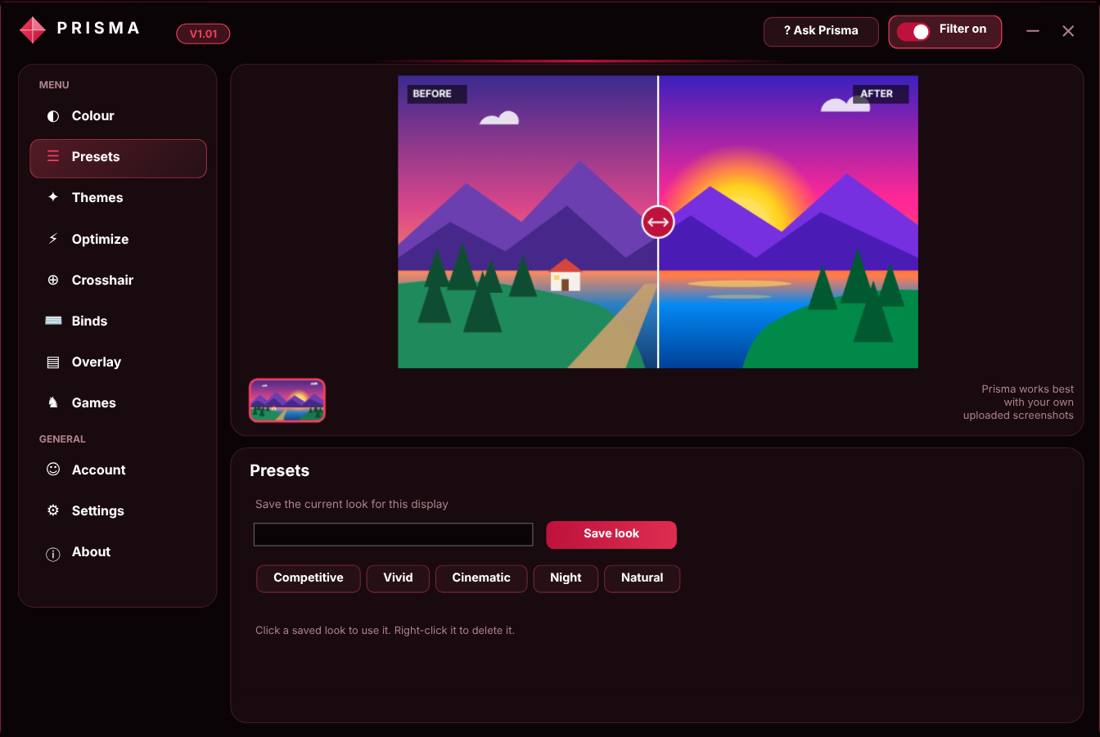 PRISMA
V1.01
? Ask Prisma
Filter on
MENU
Colour
Presets
Themes
Optimize
Crosshair
Binds
Overlay
Games
GENERAL
Account
Settings
About
BEFORE
AFTER
Prisma works best
with your own
uploaded screenshots
Presets
Save the current look for this display
Save look
Competitive
Vivid
Cinematic
Night
Natural
Click a saved look to use it. Right-click it to delete it.